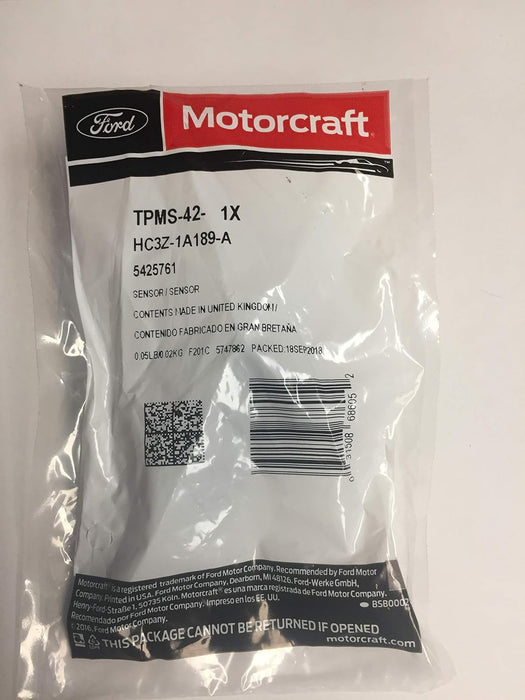 Ford Motorcraft
TPMS-42- 1X
HC3Z-1A189-A
5425761
SENSOR / SENSOR
CONTENTS MADE IN UNITED KINGDOM /
CONTENIDO FABRICADO EN GRAN BRETAÑA
0.05LB/0.02KG F201C 5747862 PACKED:18SEP2018
31508 68605 2
Motorcraft® is a registered trademark of Ford Motor Company. Recommended by Ford Motor
Company. Printed in USA. Ford Motor Company, Dearborn, MI 48126. Ford-Werke GmbH,
Henry-Ford-Straße 1, 50735 Köln. Motorcraft® es una marca registrada de Ford Motor Company.
Recomendado por Ford Motor Company. Impreso en los EE. UU.
©2016, Ford Motor Company.
BSB000Z
THIS PACKAGE CANNOT BE RETURNED IF OPENED
motorcraft.com